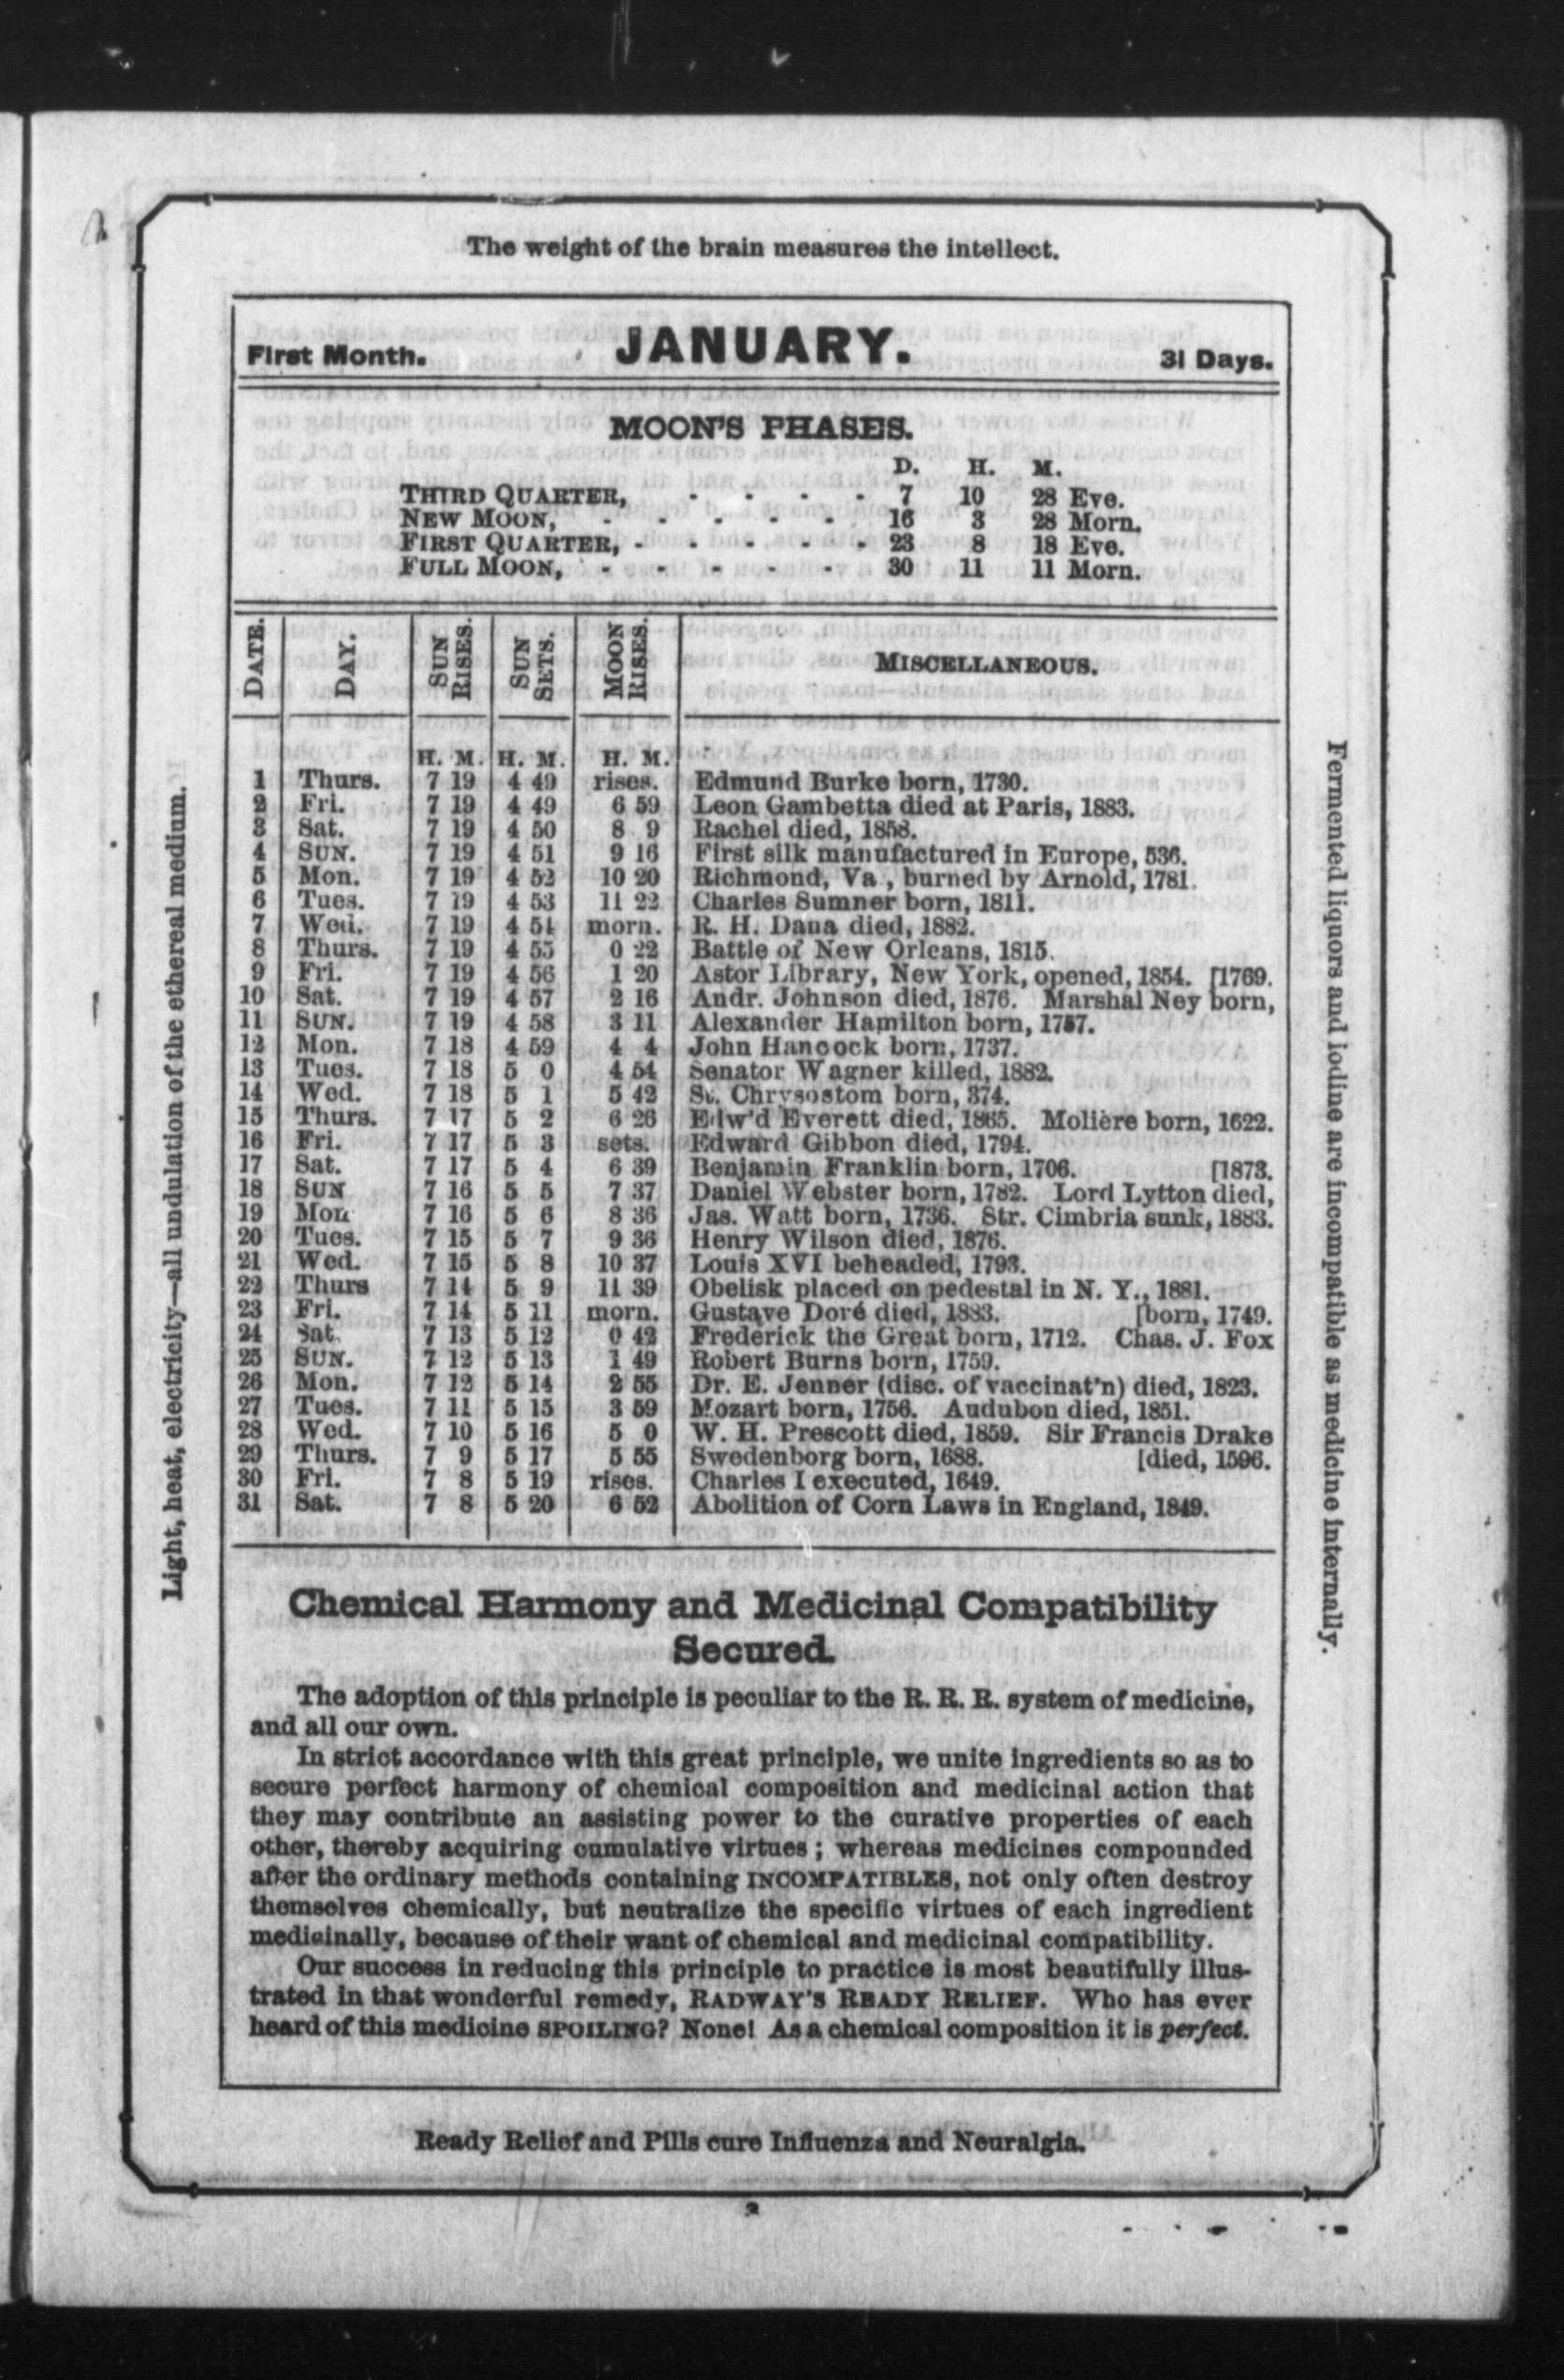 The weight of the brain measures the intellect.
First Month. JANUARY. 31 Days.
MOON'S PHASES.
D. H. M.
THIRD QUARTER, - - - - 7 10 28 Eve.
NEW MOON, - - - - - 16 3 28 Morn.
FIRST QUARTER, - - - - - 23 8 18 Eve.
FULL MOON, - - - - - 30 11 11 Morn.
DATE. DAY. SUN RISES. SUN SETS. MOON RISES. MISCELLANEOUS.
H. M. H. M. H. M.
1 Thurs. 7 19 4 49 rises. Edmund Burke born, 1730.
2 Fri. 7 19 4 49 6 59 Leon Gambetta died at Paris, 1883.
3 Sat. 7 19 4 50 8 9 Rachel died, 1858.
4 SUN. 7 19 4 51 9 16 First silk manufactured in Europe, 536.
5 Mon. 7 19 4 52 10 20 Richmond, Va., burned by Arnold, 1781.
6 Tues. 7 19 4 53 11 22 Charles Sumner born, 1811.
7 Wed. 7 19 4 54 morn. R. H. Dana died, 1882.
8 Thurs. 7 19 4 55 0 22 Battle of New Orleans, 1815.
9 Fri. 7 19 4 56 1 20 Astor Library, New York, opened, 1854. [1769.
10 Sat. 7 19 4 57 2 16 Andr. Johnson died, 1876. Marshal Ney born,
11 SUN. 7 19 4 58 3 11 Alexander Hamilton born, 1757.
12 Mon. 7 18 4 59 4 4 John Hancock born, 1737.
13 Tues. 7 18 5 0 4 54 Senator Wagner killed, 1882.
14 Wed. 7 18 5 1 5 42 St. Chrysostom born, 374.
15 Thurs. 7 17 5 2 6 26 Edw'd Everett died, 1865. Molière born, 1622.
16 Fri. 7 17 5 3 sets. Edward Gibbon died, 1794.
17 Sat. 7 17 5 4 6 39 Benjamin Franklin born, 1706. [1873.
18 SUN 7 16 5 5 7 37 Daniel Webster born, 1782. Lord Lytton died,
19 Mon 7 16 5 6 8 36 Jas. Watt born, 1736. Str. Cimbria sunk, 1883.
20 Tues. 7 15 5 7 9 36 Henry Wilson died, 1876.
21 Wed. 7 15 5 8 10 37 Louis XVI beheaded, 1793.
22 Thurs 7 14 5 9 11 39 Obelisk placed on pedestal in N. Y., 1881.
23 Fri. 7 14 5 11 morn. Gustave Doré died, 1883. [born, 1749.
24 Sat. 7 13 5 12 0 42 Frederick the Great born, 1712. Chas. J. Fox
25 SUN. 7 12 5 13 1 49 Robert Burns born, 1759.
26 Mon. 7 12 5 14 2 55 Dr. E. Jenner (disc. of vaccinat'n) died, 1823.
27 Tues. 7 11 5 15 3 59 Mozart born, 1756. Audubon died, 1851.
28 Wed. 7 10 5 16 5 0 W. H. Prescott died, 1859. Sir Francis Drake
29 Thurs. 7 9 5 17 5 55 Swedenborg born, 1688. [died, 1596.
30 Fri. 7 8 5 19 rises. Charles I executed, 1649.
31 Sat. 7 8 5 20 6 52 Abolition of Corn Laws in England, 1849.
Chemical Harmony and Medicinal Compatibility
Secured.
The adoption of this principle is peculiar to the R. R. R. system of medicine,
and all our own.
In strict accordance with this great principle, we unite ingredients so as to
secure perfect harmony of chemical composition and medicinal action that
they may contribute an assisting power to the curative properties of each
other, thereby acquiring cumulative virtues; whereas medicines compounded
after the ordinary methods containing INCOMPATIBLES, not only often destroy
themselves chemically, but neutralize the specific virtues of each ingredient
medicinally, because of their want of chemical and medicinal compatibility.
Our success in reducing this principle to practice is most beautifully illus-
trated in that wonderful remedy, RADWAY'S READY RELIEF. Who has ever
heard of this medicine SPOILING? None! As a chemical composition it is perfect.
Ready Relief and Pills cure Influenza and Neuralgia.
Light, heat, electricity—all undulation of the ethereal medium.
Fermented liquors and iodine are incompatible as medicine internally.
2